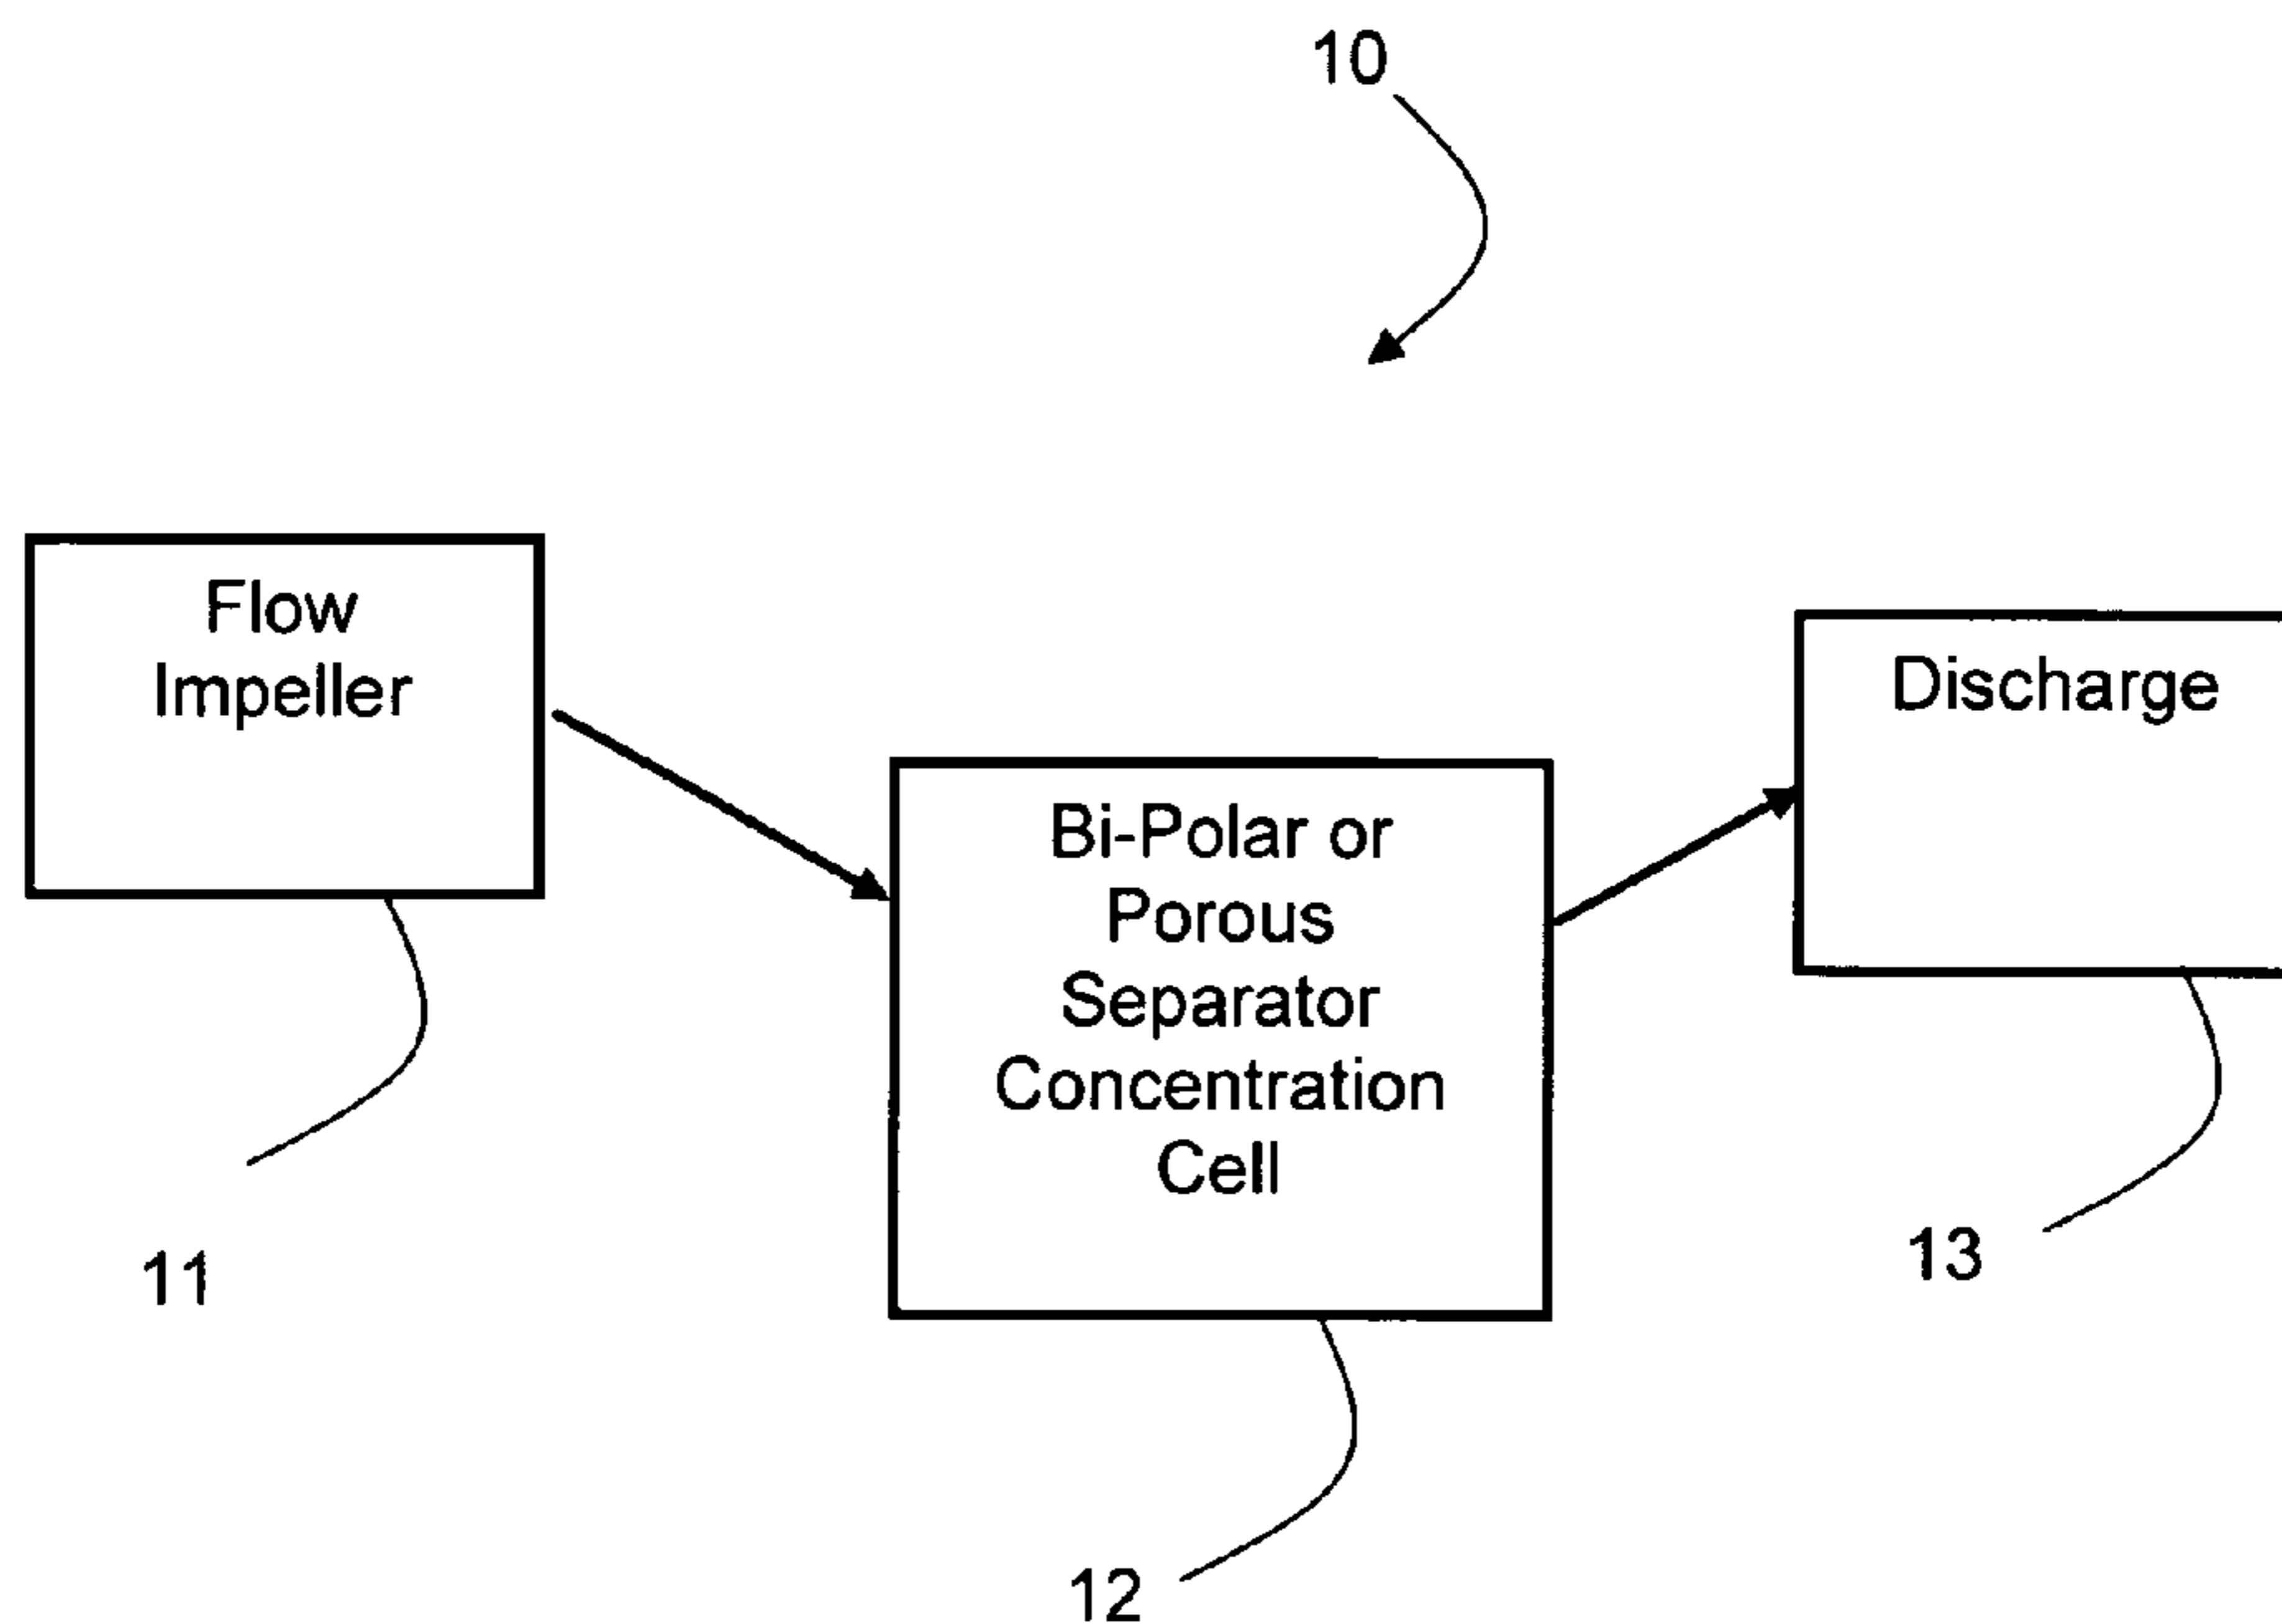 10
Flow
Impeller
Discharge
Bi-Polar or
Porous
Separator
Concentration
Cell
11
13
12